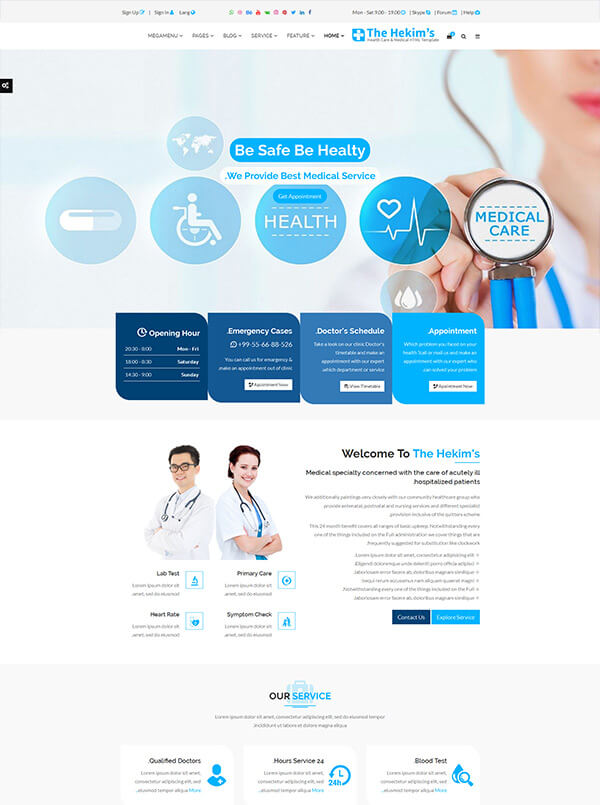 Sign Up | Sign In Lang
Mon - Sat: 9.00 - 19.00 | Skype | Forum | Help
MEGAMENU PAGES BLOG SERVICE FEATURE HOME
The Hekim's
Health Care & Medical HTML Template
Be Safe Be Healty
.We Provide Best Medical Service
Get Appointment
HEALTH
MEDICAL
CARE
Opening Hour
20:30 - 8:00 Mon - Fri
18:00 - 8:30 Saturday
14:30 - 9:00 Sunday
.Emergency Cases
+99-55-66-88-526
You can call us for emergency &
.make an appointment out of clinic
Appointment Now
.Doctor's Schedule
Take a look on our clinic Doctor's
timetable and make an
appointment with our expert
.which department or service
View Timetable
.Appointment
Which problem you faced on your
health !call or mail us and make an
appointment with our expert who
.can solved your problem
Appointment Now
Welcome To The Hekim's
Medical specialty concerned with the care of acutely ill
.hospitalized patients
We additionally paintings very closely with our community healthcare group who
provide antenatal, postnatal and nursing services and different specialist
.provision inclusive of the quitters scheme
This 24 month benefit covers all ranges of basic upkeep. Notwithstanding every
one of the things included on the Full administration we cover things that are
.frequently suggested for substitution like clockwork
.Lorem ipsum dolor sit amet, consectetur adipisicing elit
.Eligendi doloremque unde deleniti porro officia adipisci
.laboriosam error facere ab, doloribus magnam similique
nequi rerum accusamus nam aliquam quaerat magni
.Notwithstanding every one of the things included on the Full
.laboriosam error facere ab, doloribus magnam similique
Contact Us Explore Service
Lab Test
Lorem ipsum dolor sit
.amet, sed do eiusmod
Primary Care
Lorem ipsum dolor sit
.amet, sed do eiusmod
Heart Rate
Lorem ipsum dolor sit
.amet, sed do eiusmod
Symptom Check
Lorem ipsum dolor sit
.amet, sed do eiusmod
OUR SERVICE
Lorem ipsum dolor sit amet, consectetur adipiscing elit, sed do eiusmod tempor
.incididunt ut labore et dolore magna aliqua
.Qualified Doctors
Lorem ipsum dolor sit amet,
consectetur adipiscing elit, sed
.amet aliqua More
.Hours Service 24
Lorem ipsum dolor sit amet,
consectetur adipiscing elit, sed
.amet aliqua More
24h
.Blood Test
Lorem ipsum dolor sit amet,
consectetur adipiscing elit, sed
.amet aliqua More